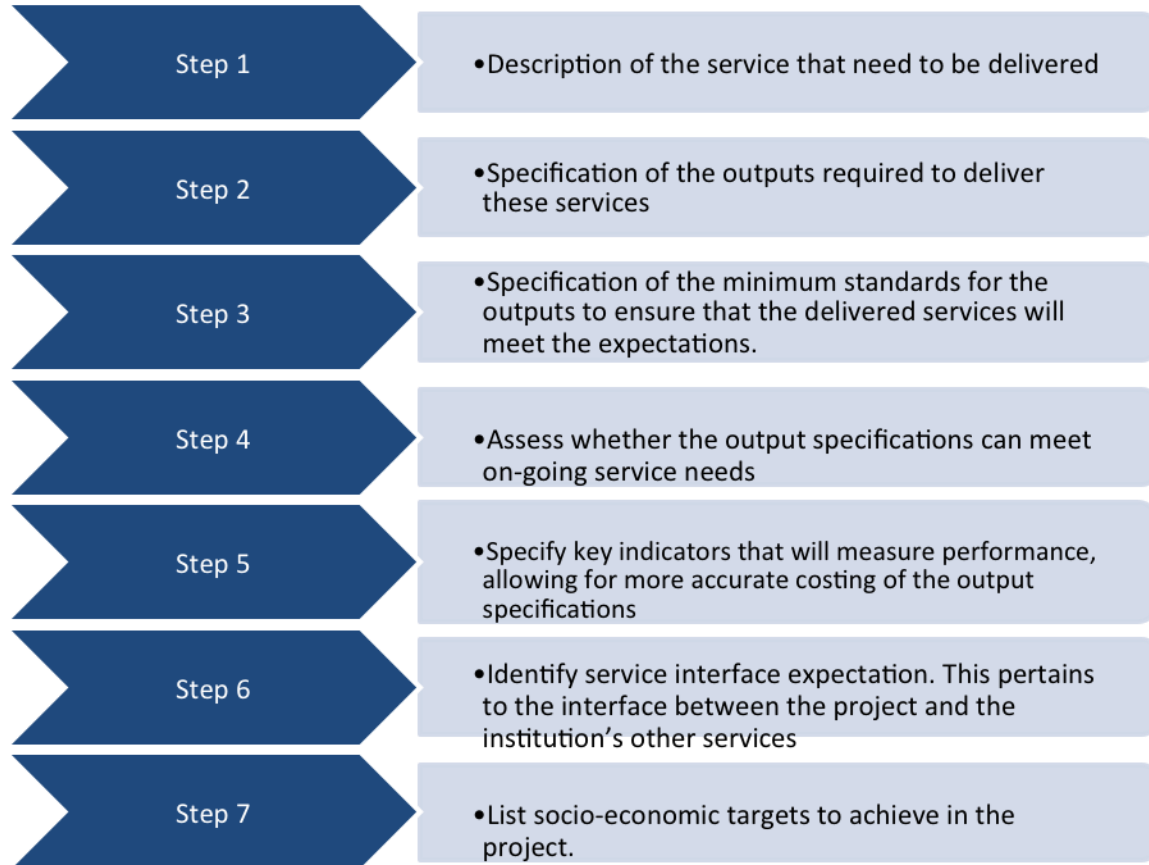 Step 1
•Description of the service that need to be delivered
Step 2
•Specification of the outputs required to deliver
these services
Step 3
•Specification of the minimum standards for the
outputs to ensure that the delivered services will
meet the expectations.
Step 4
•Assess whether the output specifications can meet
on-going service needs
Step 5
•Specify key indicators that will measure performance,
allowing for more accurate costing of the output
specifications
Step 6
•Identify service interface expectation. This pertains
to the interface between the project and the
institution’s other services
Step 7
•List socio-economic targets to achieve in the
project.